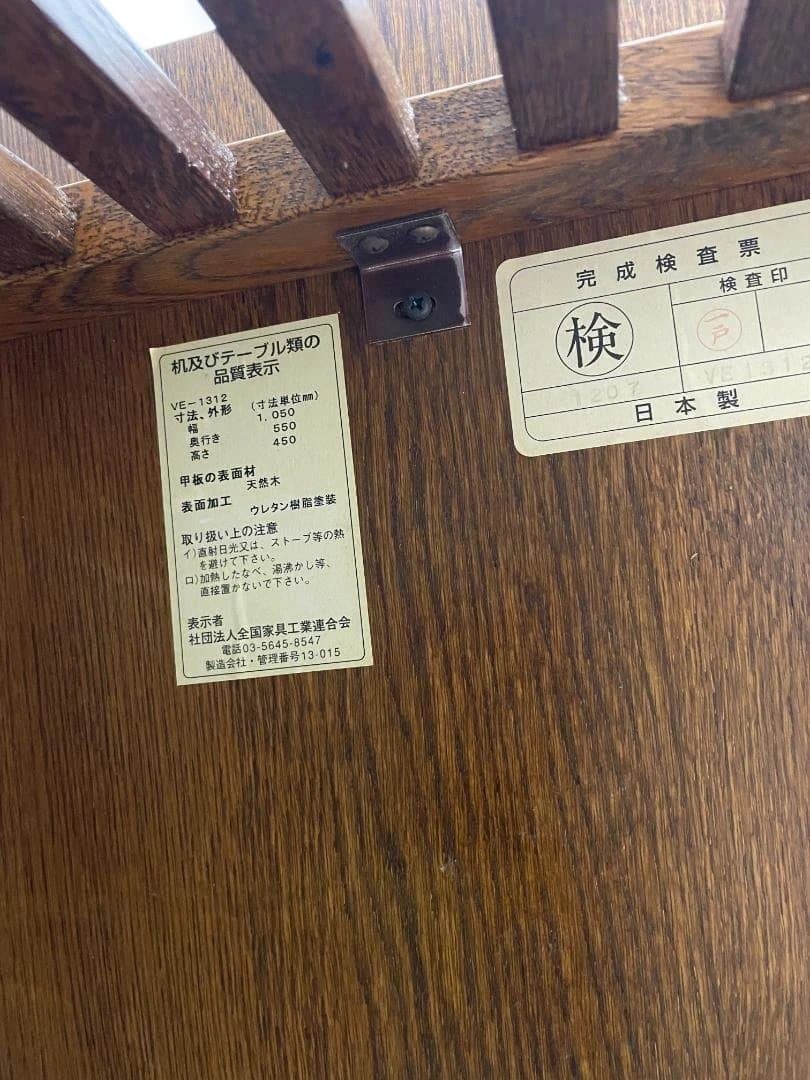 机及びテーブル類の
品質表示
VE-1312
寸法、外形 (寸法単位㎜)
幅 1,050
奥行き 550
高さ 450
甲板の表面材
天然木
表面加工
ウレタン樹脂塗装
取り扱い上の注意
イ)直射日光又は、ストーブ等の熱
を避けて下さい。
ロ)加熱したなべ、湯沸かし等、
直接置かないで下さい。
表示者
社団法人全国家具工業連合会
電話03-5645-8547
製造会社・管理番号13-015
完成検査票
検査印
検
一戸
1207 VE1312
日本製